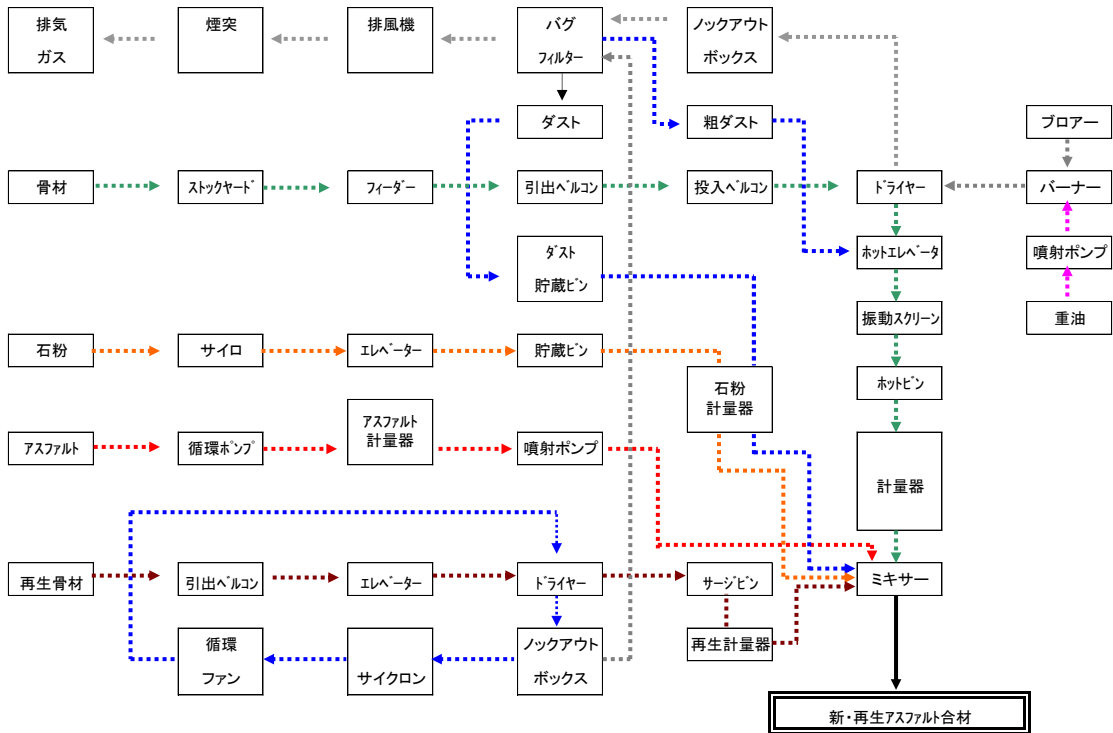 排気
ガス
煙突
排風機
バグ
フィルター
ノックアウト
ボックス
ダスト
粗ダスト
ブロアー
骨材
ストックヤード
フィーダー
引出ベルコン
投入ベルコン
ドライヤー
バーナー
ダスト
貯蔵ビン
ホットエレベータ
噴射ポンプ
振動スクリーン
重油
石粉
サイロ
エレベーター
貯蔵ビン
石粉
計量器
ホットビン
アスファルト
循環ポンプ
アスファルト
計量器
噴射ポンプ
計量器
再生骨材
引出ベルコン
エレベーター
ドライヤー
サージビン
ミキサー
循環
ファン
サイクロン
ノックアウト
ボックス
再生計量器
新・再生アスファルト合材